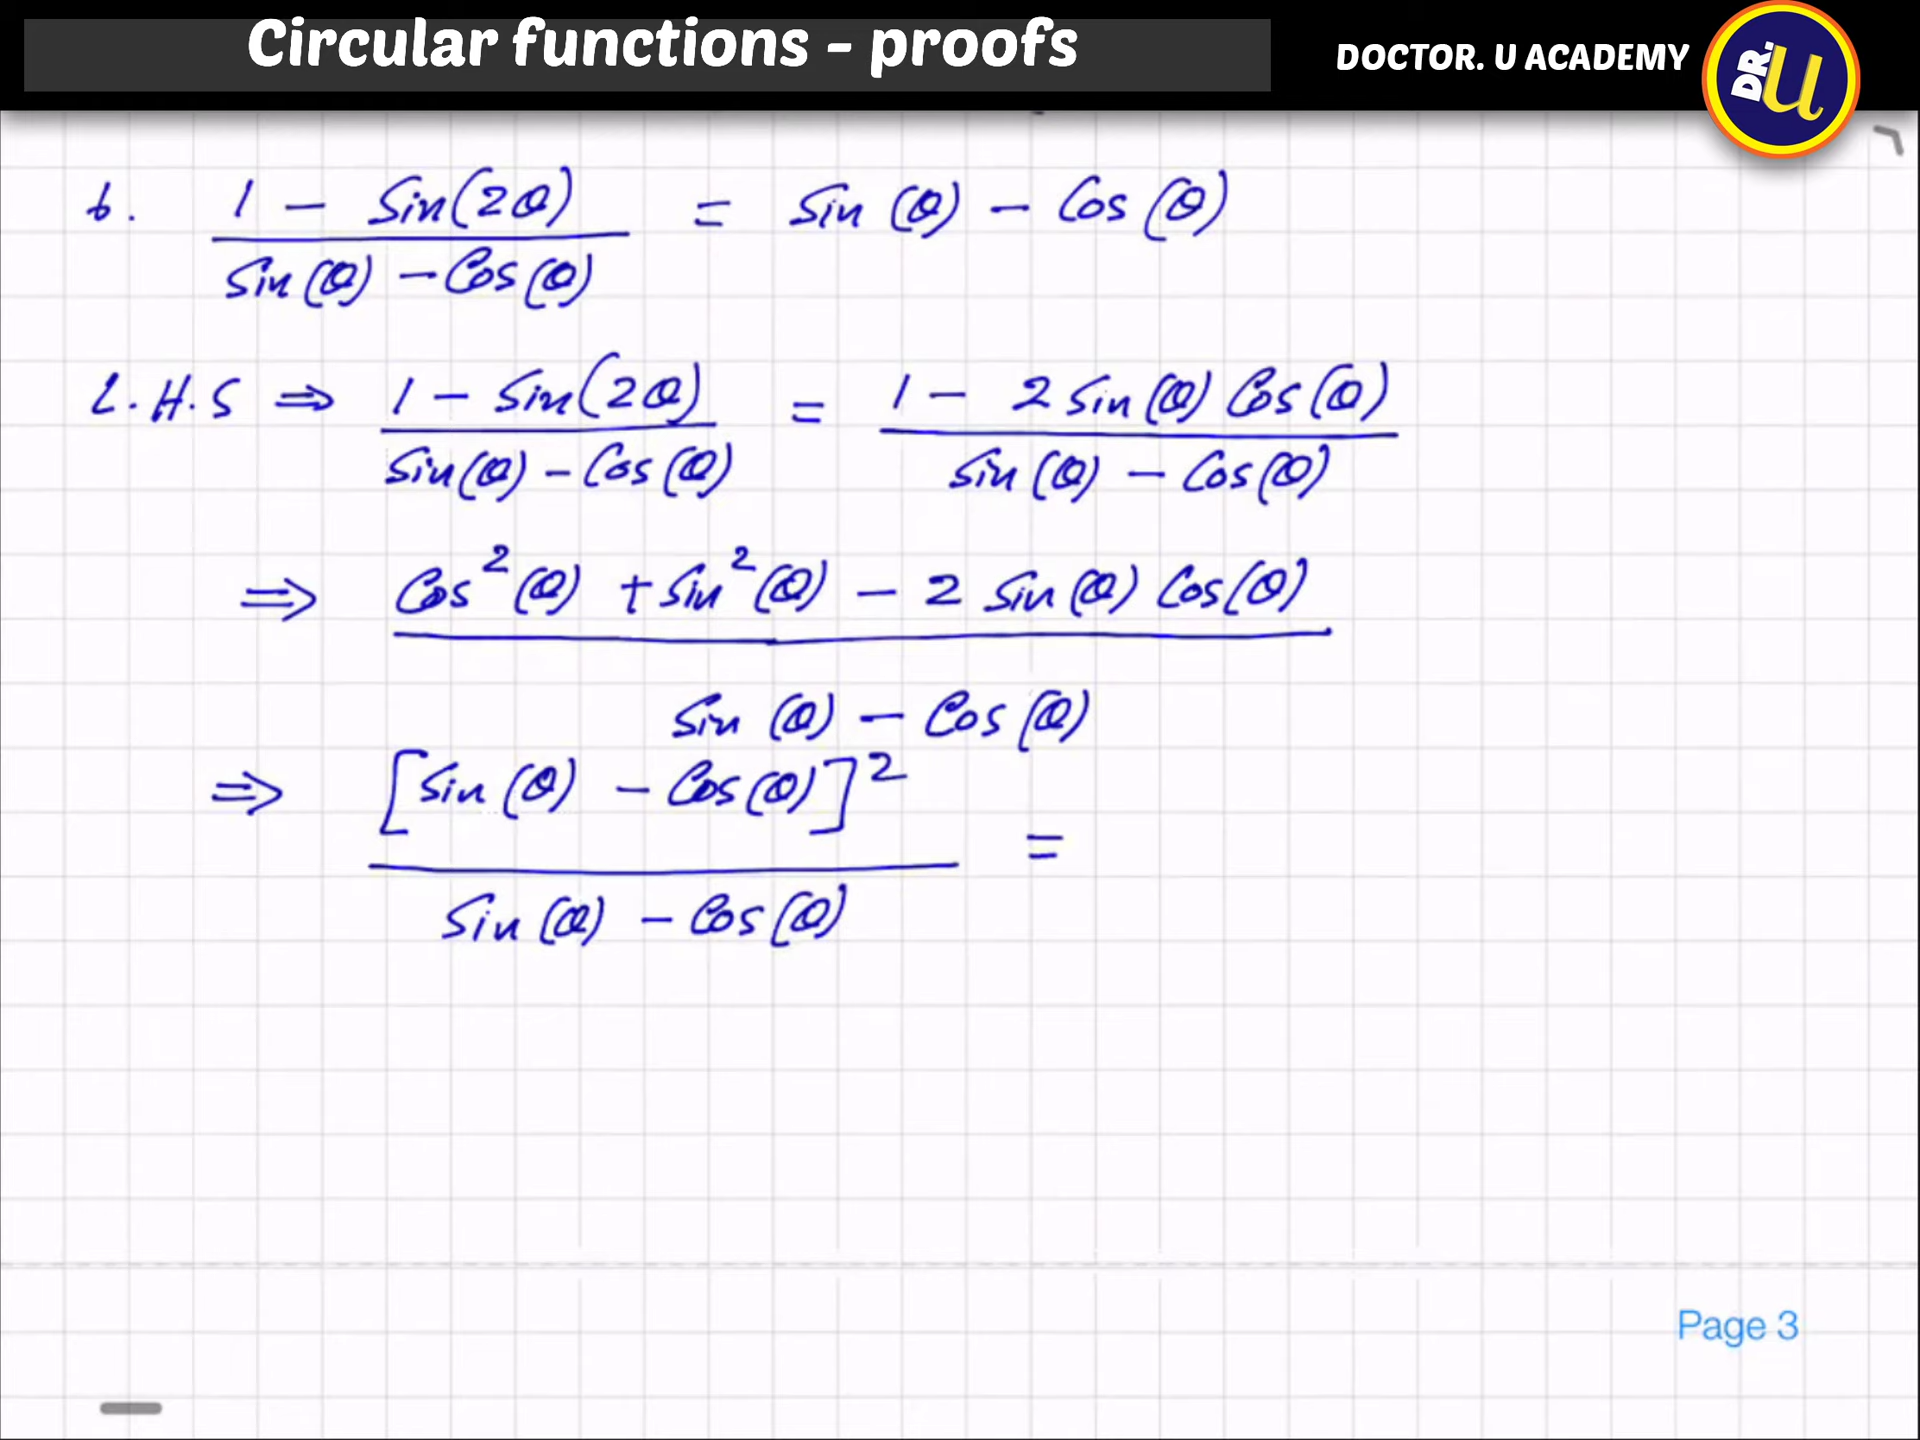 Circular functions - proofs
DOCTOR. U ACADEMY
DR. U
b. (1 - Sin(2θ)) / (Sin(θ) - Cos(θ)) = Sin(θ) - Cos(θ)
L.H.S ⇒ (1 - Sin(2θ)) / (Sin(θ) - Cos(θ)) = (1 - 2 Sin(θ) Cos(θ)) / (Sin(θ) - Cos(θ))
⇒ Cos²(θ) + Sin²(θ) - 2 Sin(θ) Cos(θ)
Sin(θ) - Cos(θ)
⇒ [Sin(θ) - Cos(θ)]² / (Sin(θ) - Cos(θ)) =
Page 3